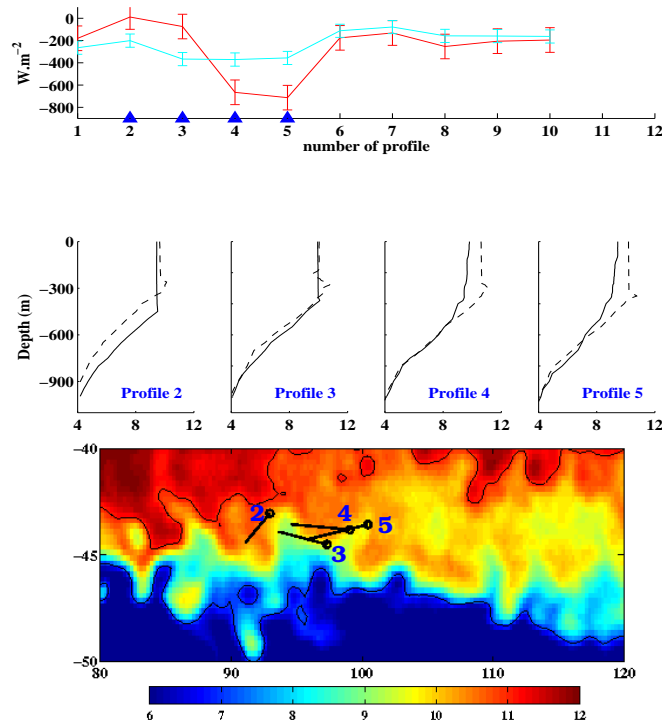 0
−200
−400
−600
−800
W.m⁻²
1 2 3 4 5 6 7 8 9 10 11 12
number of profile
0
−300
−600
−900
Depth (m)
Profile 2 Profile 3 Profile 4 Profile 5
4 8 12 4 8 12 4 8 12 4 8 12
−40
−45
−50
2 4 5
3
80 90 100 110 120
6 7 8 9 10 11 12